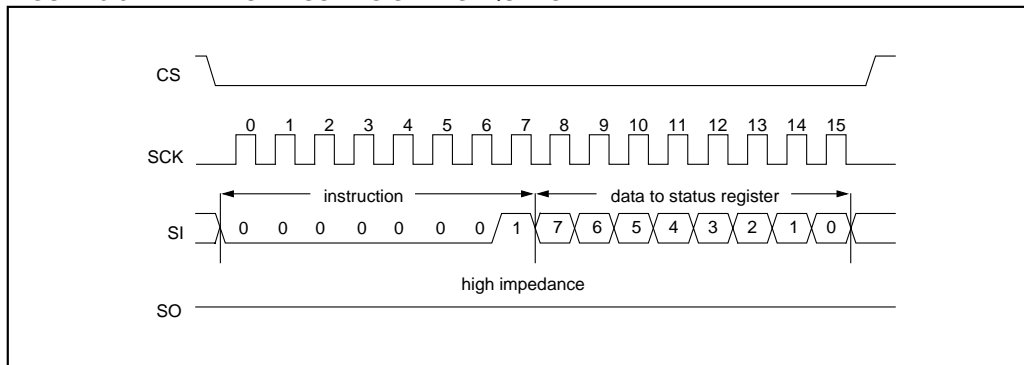 CS
0 1 2 3 4 5 6 7 8 9 10 11 12 13 14 15
SCK
instruction data to status register
SI 0 0 0 0 0 0 0 1 7 6 5 4 3 2 1 0
high impedance
SO